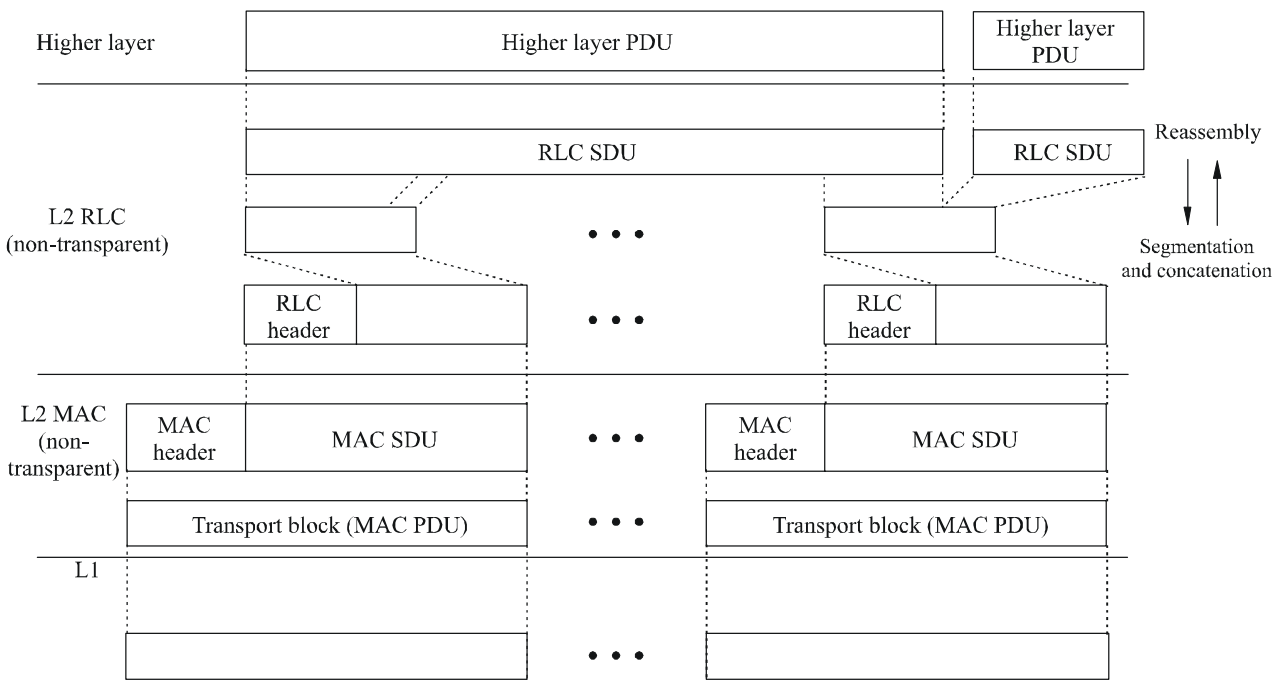 Higher layer
Higher layer PDU
Higher layer
PDU
RLC SDU
RLC SDU
Reassembly
L2 RLC
(non-transparent)
Segmentation
and concatenation
RLC
header
RLC
header
L2 MAC
(non-
transparent)
MAC
header
MAC SDU
MAC
header
MAC SDU
Transport block (MAC PDU)
Transport block (MAC PDU)
L1